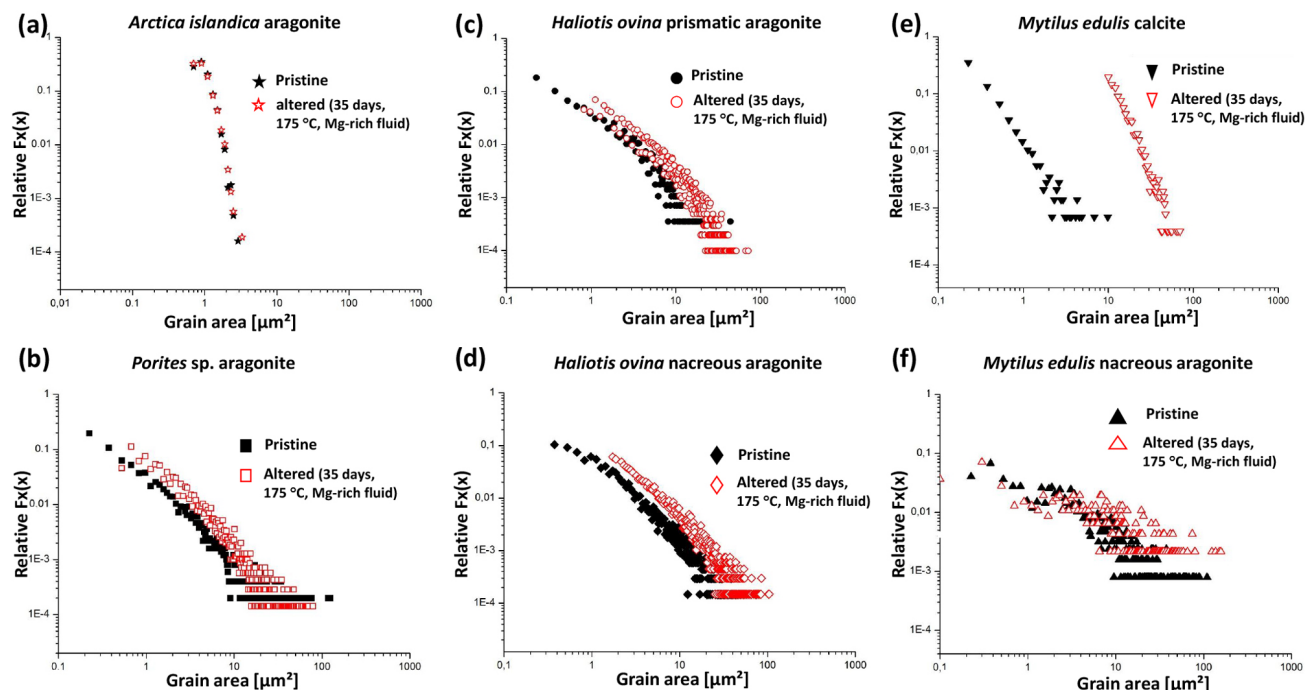 (a)
Arctica islandica aragonite
Relative Fx(x)
1
0.1
0.01
1E-3
1E-4
Pristine
altered (35 days,
175 °C, Mg-rich fluid)
0,01
0.1
1
10
100
1000
Grain area [µm²]
(c)
Haliotis ovina prismatic aragonite
Relative Fx(x)
1
0.1
0.01
1E-3
1E-4
Pristine
Altered (35 days,
175 °C, Mg-rich fluid)
0.1
1
10
100
1000
Grain area [µm²]
(e)
Mytilus edulis calcite
Relative Fx(x)
1
0.1
0.01
1E-3
1E-4
Pristine
Altered (35 days,
175 °C, Mg-rich fluid)
0,1
1
10
100
1000
Grain area [µm²]
(b)
Porites sp. aragonite
Relative Fx(x)
1
0.1
0.01
1E-3
1E-4
Pristine
Altered (35 days,
175 °C, Mg-rich fluid)
0.1
1
10
100
1000
Grain area [µm²]
(d)
Haliotis ovina nacreous aragonite
Relative Fx(x)
1
0,1
0,01
1E-3
1E-4
Pristine
Altered (35 days,
175 °C, Mg-rich fluid)
0,1
1
10
100
1000
Grain area [µm²]
(f)
Mytilus edulis nacreous aragonite
Relative Fx(x)
1
0,1
0,01
1E-3
1E-4
Pristine
Altered (35 days,
175 °C, Mg-rich fluid)
0,1
1
10
100
1000
Grain area [µm²]